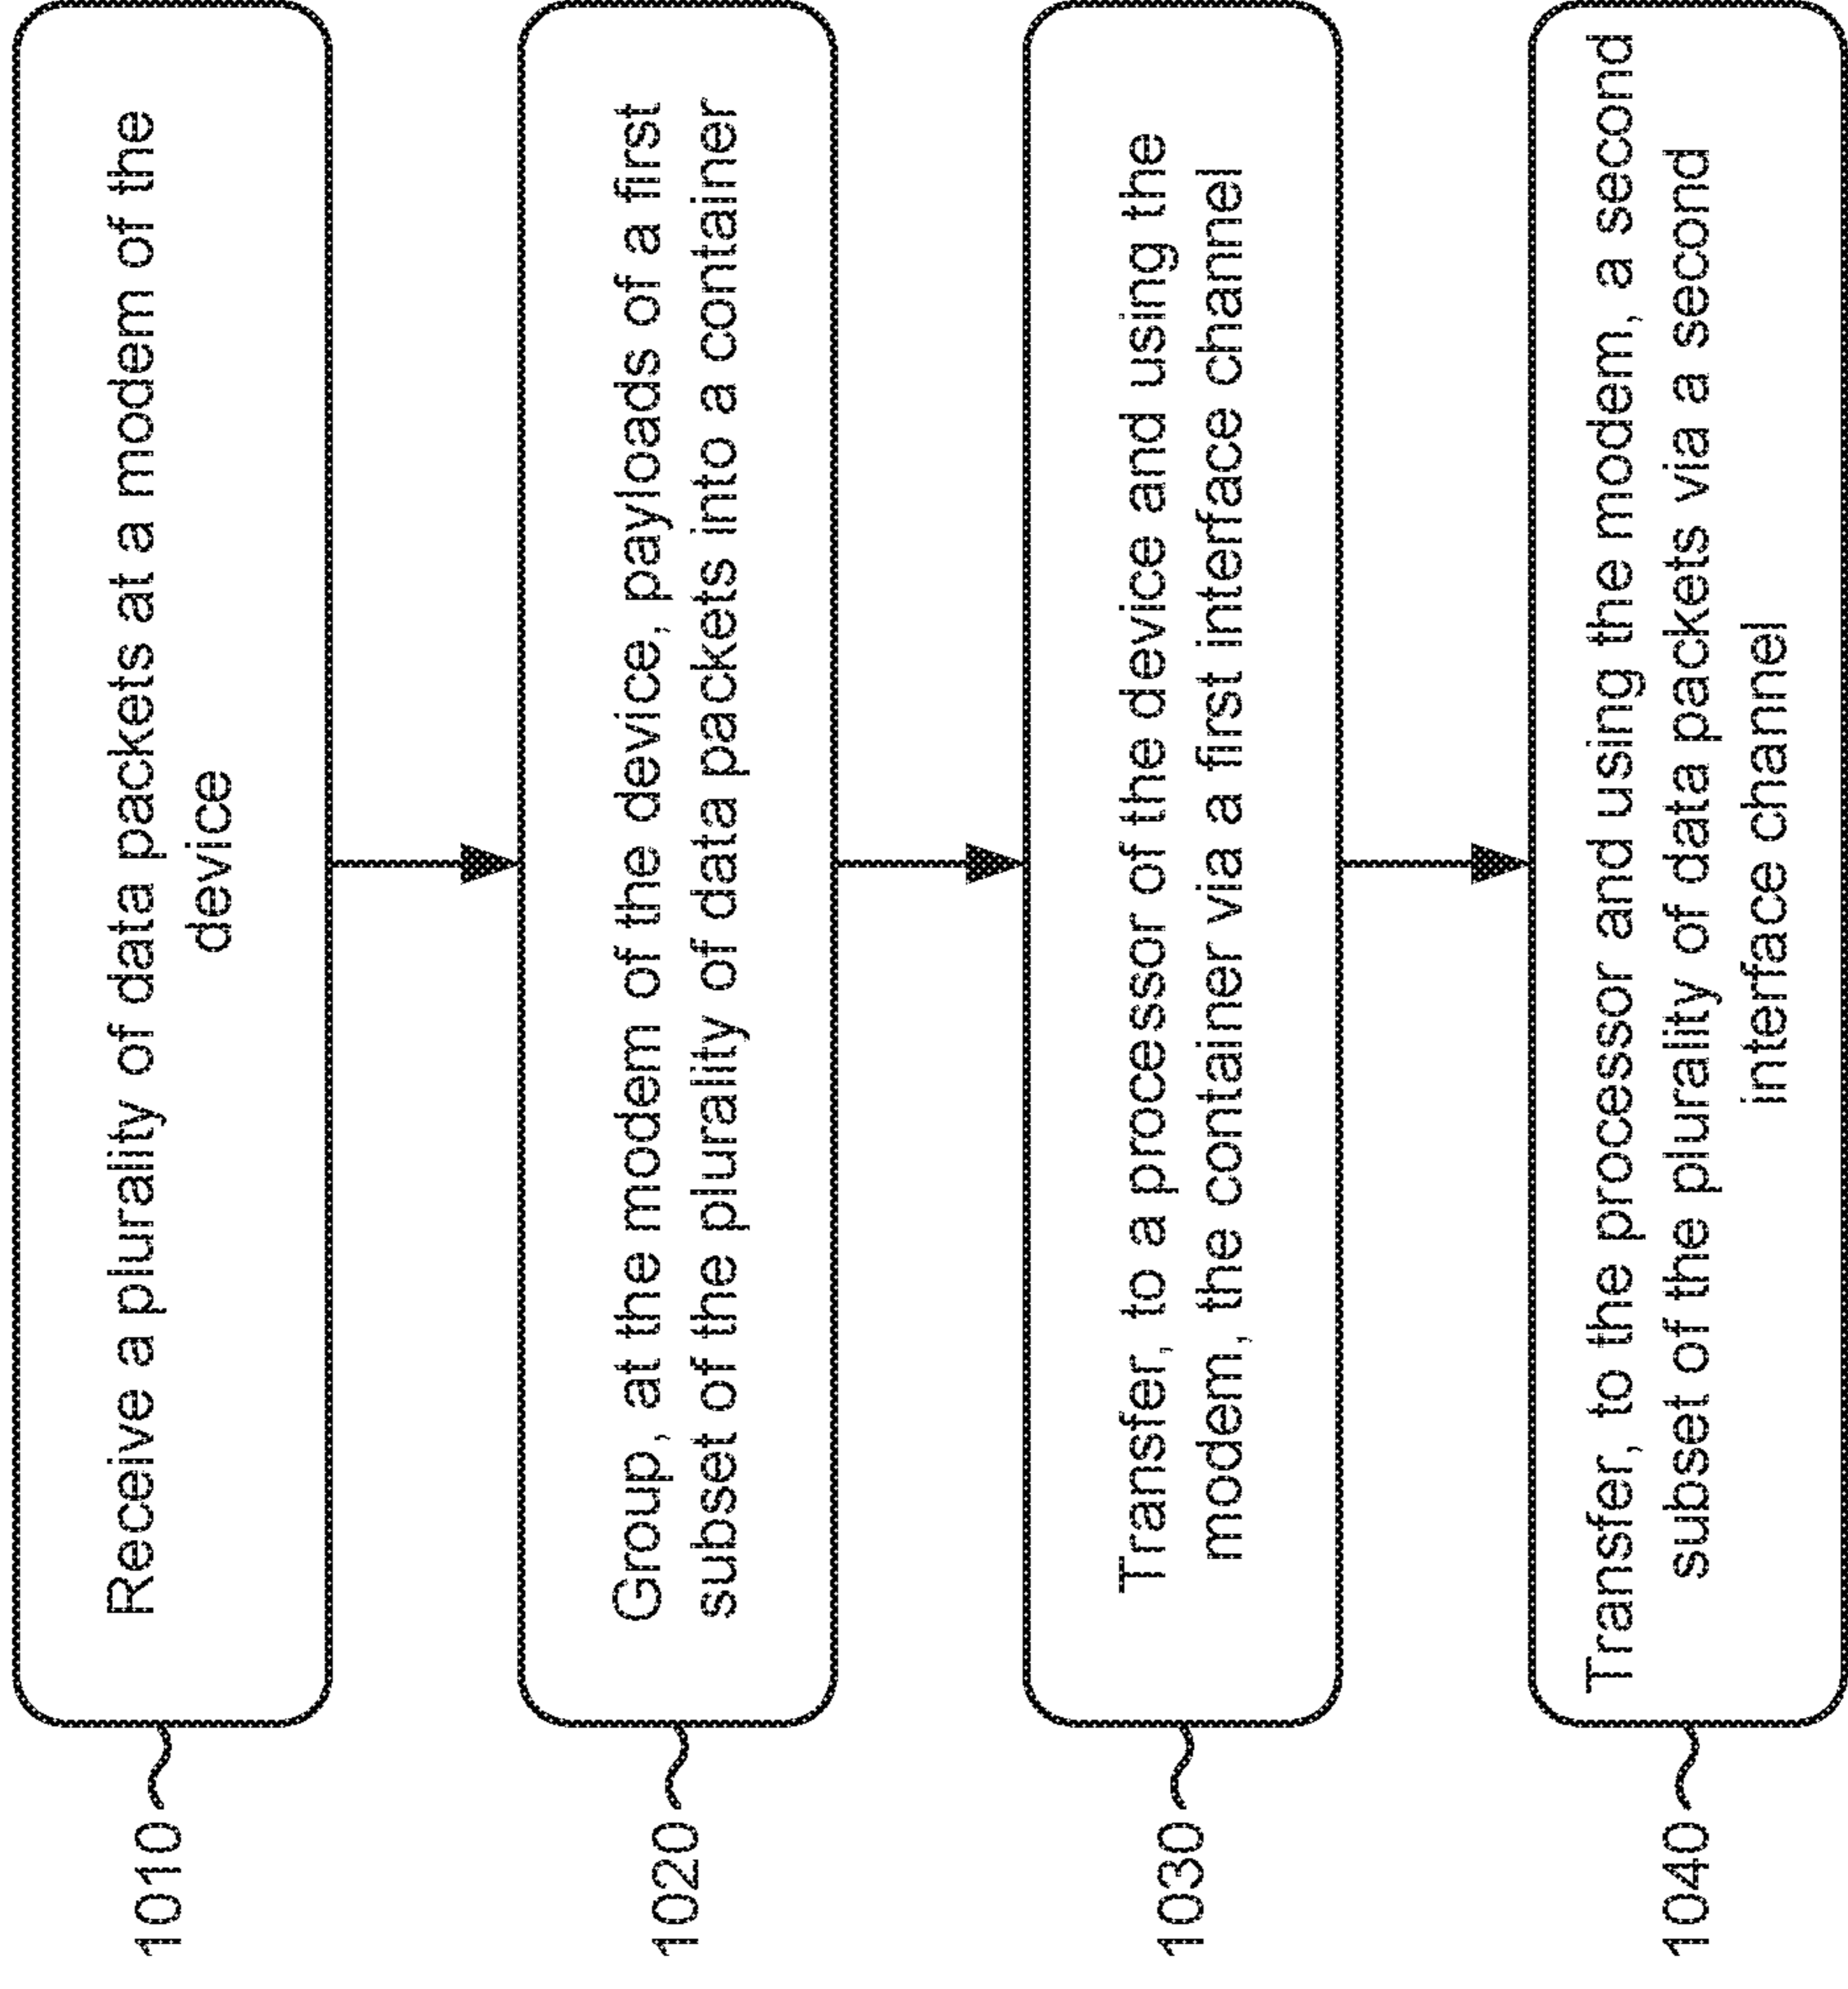 1010
Receive a plurality of data packets at a modem of the
device
1020
Group, at the modem of the device, payloads of a first
subset of the plurality of data packets into a container
1030
Transfer, to a processor of the device and using the
modem, the container via a first interface channel
1040
Transfer, to the processor and using the modem, a second
subset of the plurality of data packets via a second
interface channel